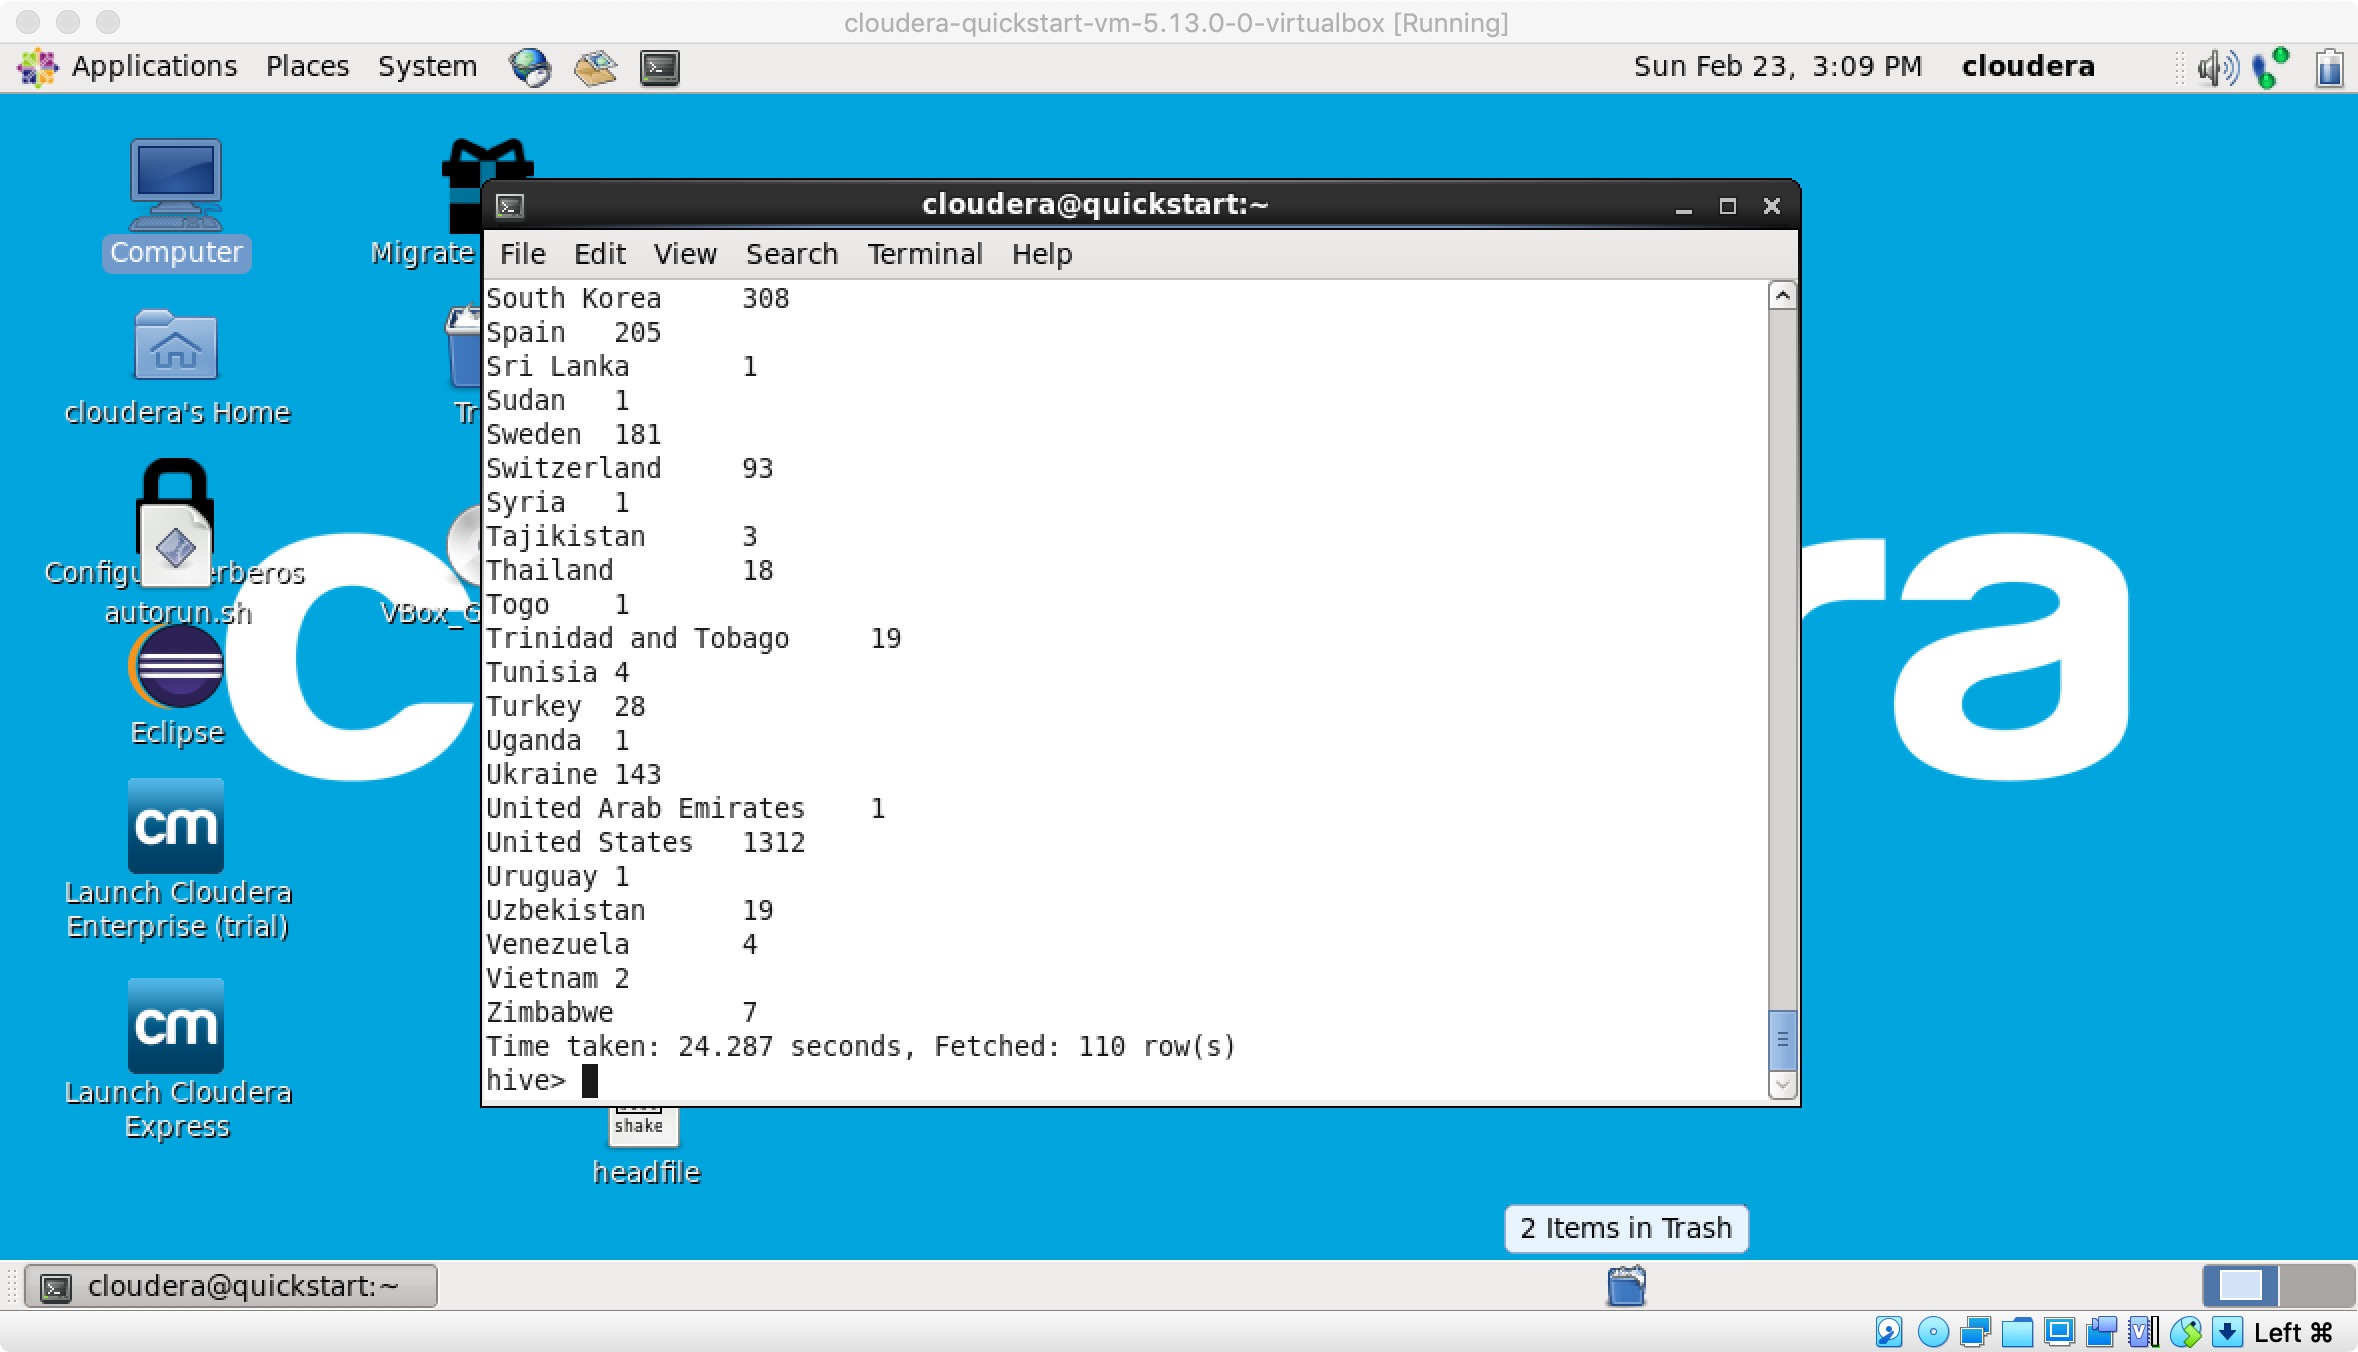 cloudera-quickstart-vm-5.13.0-0-virtualbox [Running]
Applications Places System
Sun Feb 23, 3:09 PM cloudera
Computer
Migrate
cloudera's Home
Tr
Configu erberos
autorun.sh
VBox_G
Eclipse
cm
Launch Cloudera
Enterprise (trial)
cm
Launch Cloudera
Express
c ra
cloudera@quickstart:~
File Edit View Search Terminal Help
South Korea 308
Spain 205
Sri Lanka 1
Sudan 1
Sweden 181
Switzerland 93
Syria 1
Tajikistan 3
Thailand 18
Togo 1
Trinidad and Tobago 19
Tunisia 4
Turkey 28
Uganda 1
Ukraine 143
United Arab Emirates 1
United States 1312
Uruguay 1
Uzbekistan 19
Venezuela 4
Vietnam 2
Zimbabwe 7
Time taken: 24.287 seconds, Fetched: 110 row(s)
hive>
shake
headfile
2 Items in Trash
cloudera@quickstart:~
Left ⌘